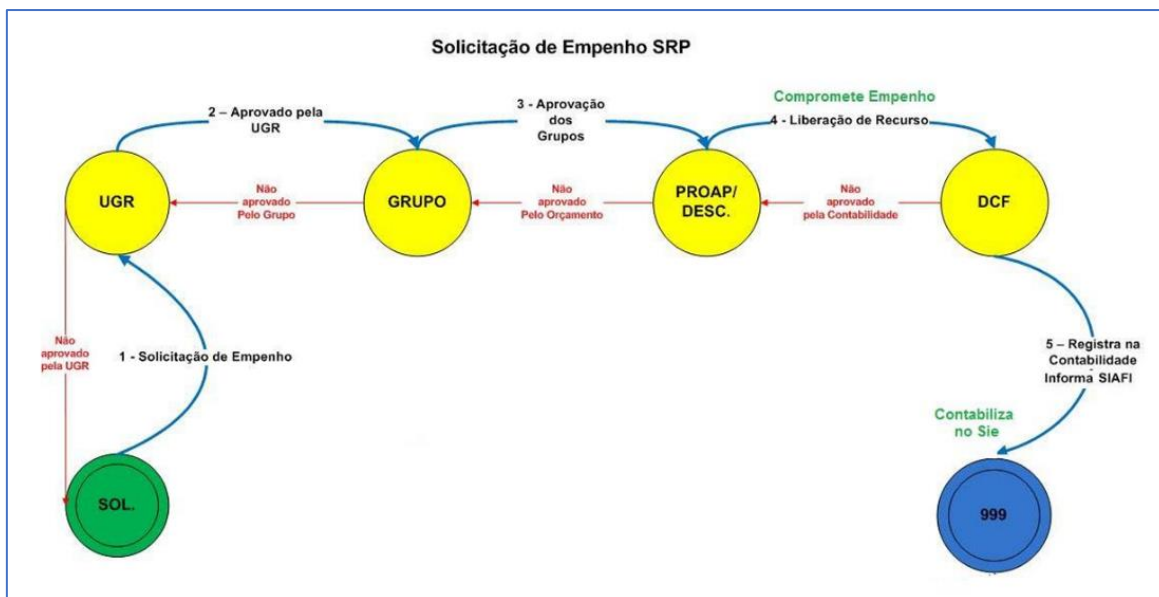 Solicitação de Empenho SRP
2 – Aprovado pela
UGR
3 - Aprovação
dos
Grupos
Compromete Empenho
4 - Liberação de Recurso
UGR
Não
aprovado
Pelo Grupo
GRUPO
Não
aprovado
Pelo Orçamento
PROAP/
DESC.
Não
aprovado
pela Contabilidade
DCF
Não
aprovado
pela UGR
1 - Solicitação de Empenho
5 – Registra na
Contabilidade
Informa SIAFI
Contabiliza
no Sie
SOL.
999